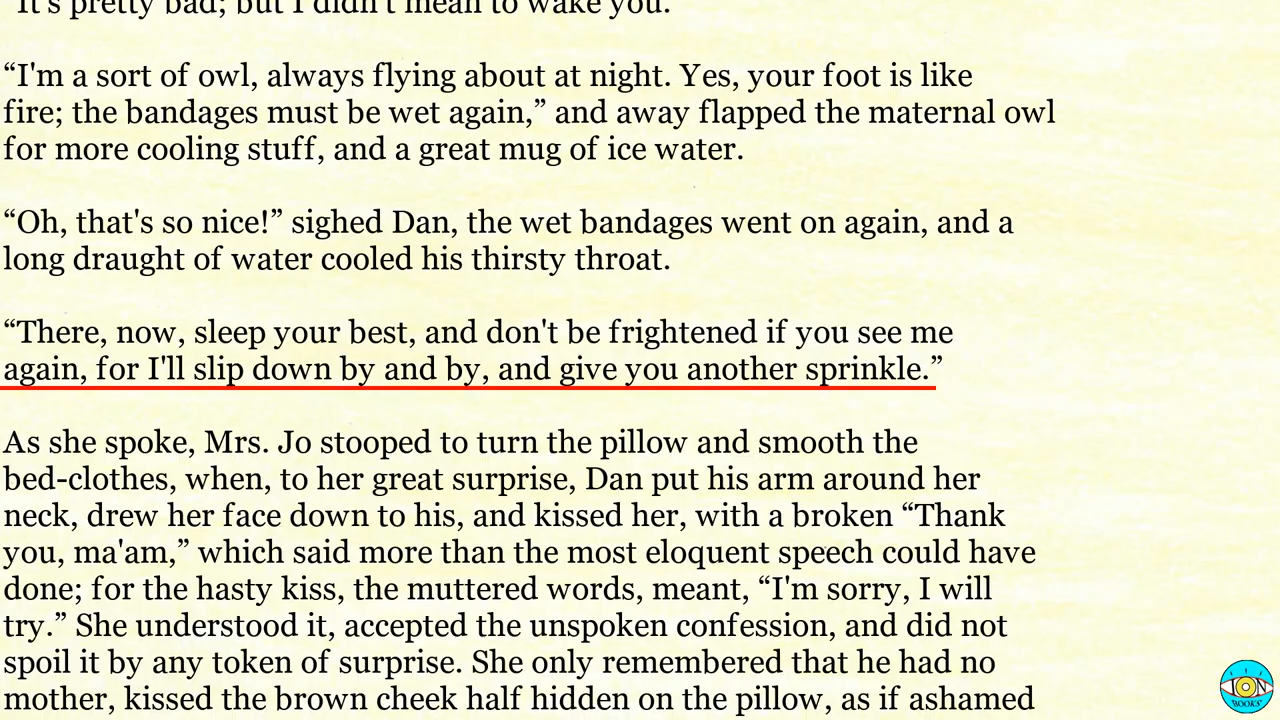 "It's pretty bad; but I didn't mean to wake you."
“I'm a sort of owl, always flying about at night. Yes, your foot is like
fire; the bandages must be wet again,” and away flapped the maternal owl
for more cooling stuff, and a great mug of ice water.
“Oh, that's so nice!” sighed Dan, the wet bandages went on again, and a
long draught of water cooled his thirsty throat.
“There, now, sleep your best, and don't be frightened if you see me
again, for I'll slip down by and by, and give you another sprinkle.”
As she spoke, Mrs. Jo stooped to turn the pillow and smooth the
bed-clothes, when, to her great surprise, Dan put his arm around her
neck, drew her face down to his, and kissed her, with a broken “Thank
you, ma'am,” which said more than the most eloquent speech could have
done; for the hasty kiss, the muttered words, meant, “I'm sorry, I will
try.” She understood it, accepted the unspoken confession, and did not
spoil it by any token of surprise. She only remembered that he had no
mother, kissed the brown cheek half hidden on the pillow, as if ashamed
ION
BOOKS